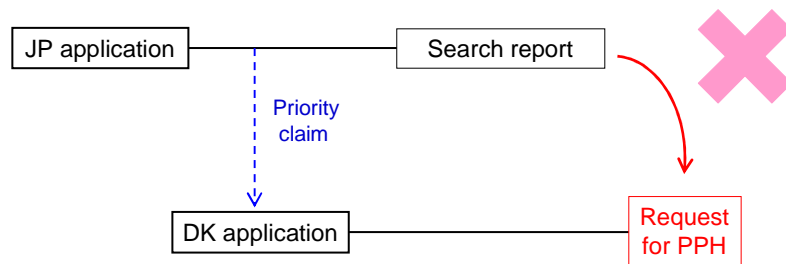 JP application
Search report
Priority
claim
DK application
Request
for PPH